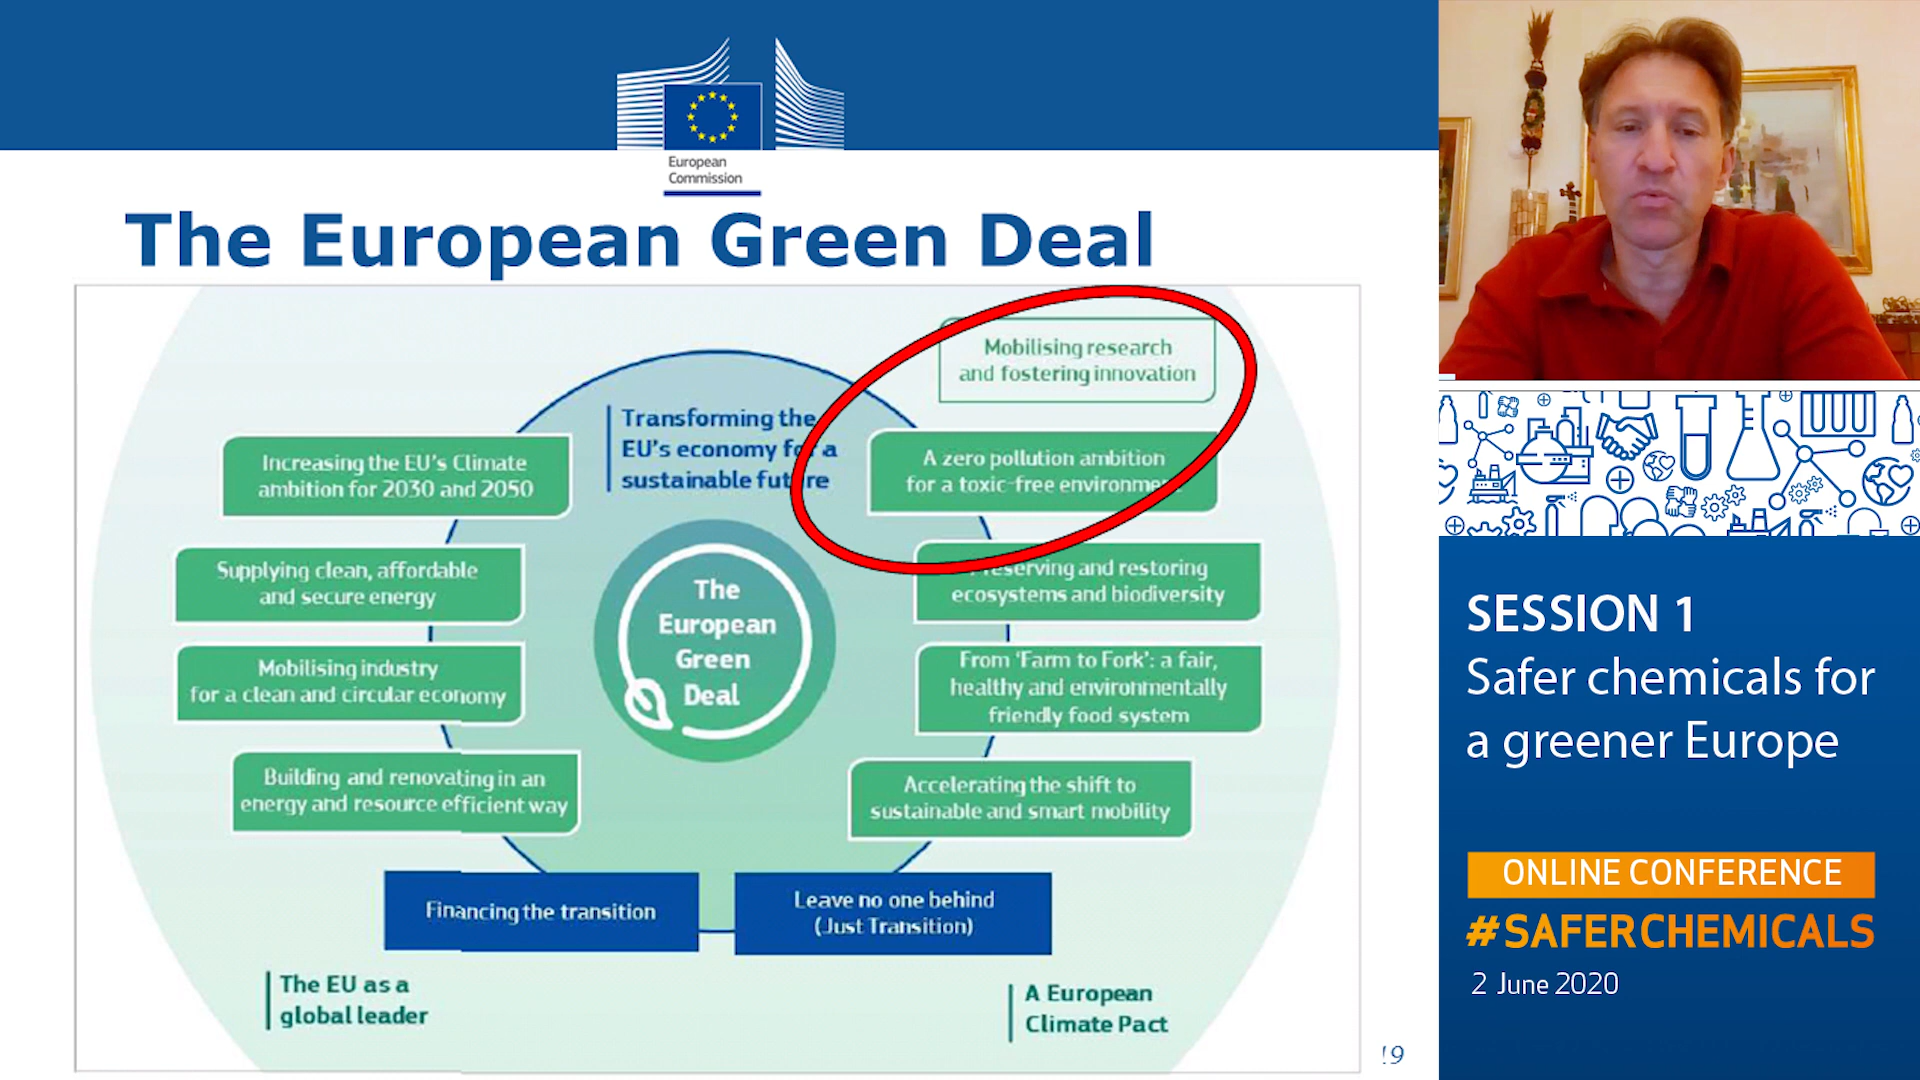 European
Commission
The European Green Deal
Mobilising research
and fostering innovation
Transforming the
EU's economy for a
sustainable future
Increasing the EU's Climate
ambition for 2030 and 2050
A zero pollution ambition
for a toxic-free environment
Supplying clean, affordable
and secure energy
Preserving and restoring
ecosystems and biodiversity
The
European
Green
Deal
Mobilising industry
for a clean and circular economy
From 'Farm to Fork': a fair,
healthy and environmentally
friendly food system
Building and renovating in an
energy and resource efficient way
Accelerating the shift to
sustainable and smart mobility
Financing the transition
Leave no one behind
(Just Transition)
The EU as a
global leader
A European
Climate Pact
19
SESSION 1
Safer chemicals for
a greener Europe
ONLINE CONFERENCE
#SAFERCHEMICALS
2 June 2020